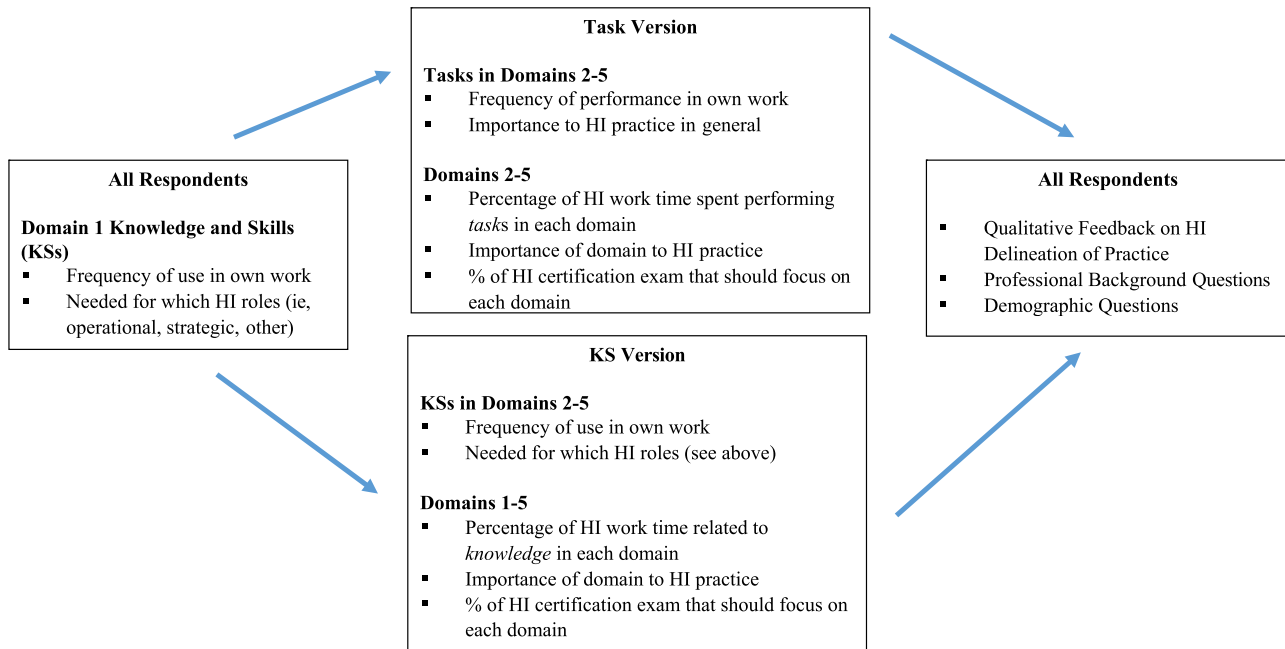 All Respondents
Domain 1 Knowledge and Skills
(KSs)
▪ Frequency of use in own work
▪ Needed for which HI roles (ie,
operational, strategic, other)
Task Version
Tasks in Domains 2-5
▪ Frequency of performance in own work
▪ Importance to HI practice in general
Domains 2-5
▪ Percentage of HI work time spent performing
tasks in each domain
▪ Importance of domain to HI practice
▪ % of HI certification exam that should focus on
each domain
KS Version
KSs in Domains 2-5
▪ Frequency of use in own work
▪ Needed for which HI roles (see above)
Domains 1-5
▪ Percentage of HI work time related to
knowledge in each domain
▪ Importance of domain to HI practice
▪ % of HI certification exam that should focus on
each domain
All Respondents
▪ Qualitative Feedback on HI
Delineation of Practice
▪ Professional Background Questions
▪ Demographic Questions